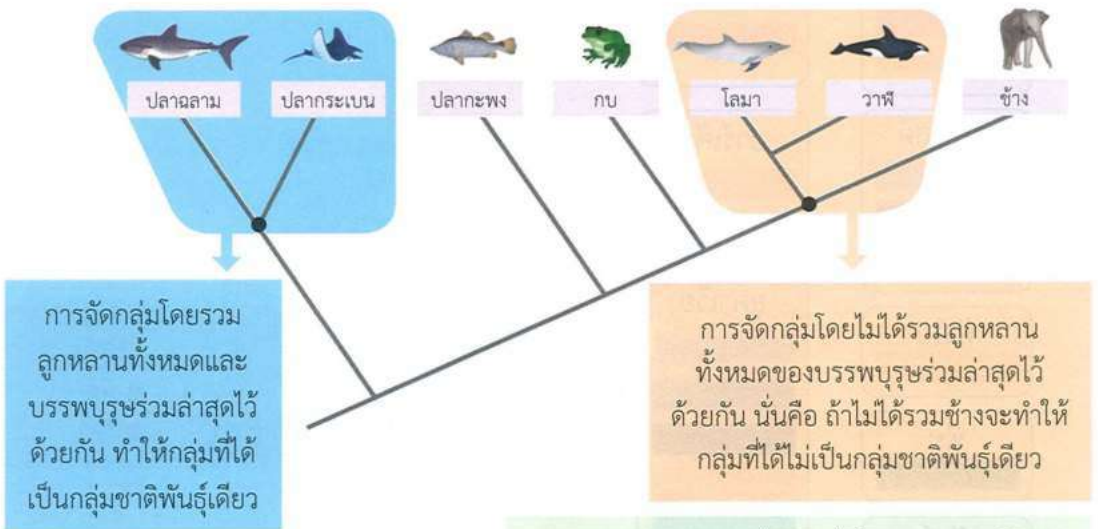 ปลาฉลาม
ปลากระเบน
ปลากะพง
กบ
โลมา
วาฬ
ช้าง
การจัดกลุ่มโดยรวม
ลูกหลานทั้งหมดและ
บรรพบุรุษร่วมล่าสุดไว้
ด้วยกัน ทำให้กลุ่มที่ได้
เป็นกลุ่มชาติพันธุ์เดียว
การจัดกลุ่มโดยไม่ได้รวมลูกหลาน
ทั้งหมดของบรรพบุรุษร่วมล่าสุดไว้
ด้วยกัน นั่นคือ ถ้าไม่ได้รวมช้างจะทำให้
กลุ่มที่ได้ไม่เป็นกลุ่มชาติพันธุ์เดียว